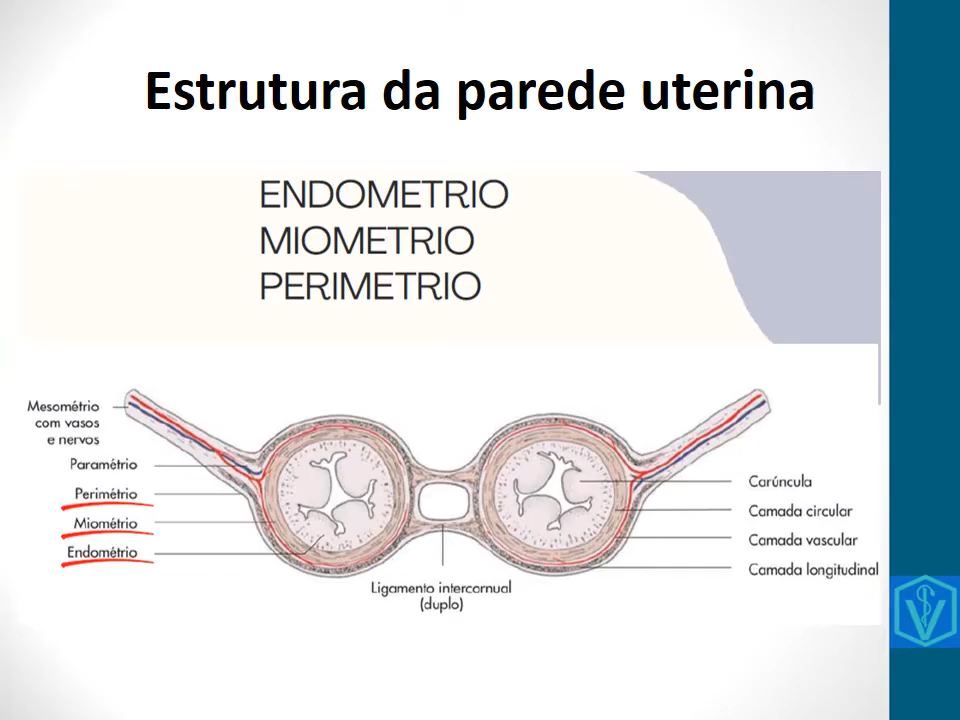 Estrutura da parede uterina
ENDOMETRIO
MIOMETRIO
PERIMETRIO
Mesométrio
com vasos
e nervos
Paramétrio
Perimétrio
Miométrio
Endométrio
Ligamento intercornual
(duplo)
Carúncula
Camada circular
Camada vascular
Camada longitudinal
V